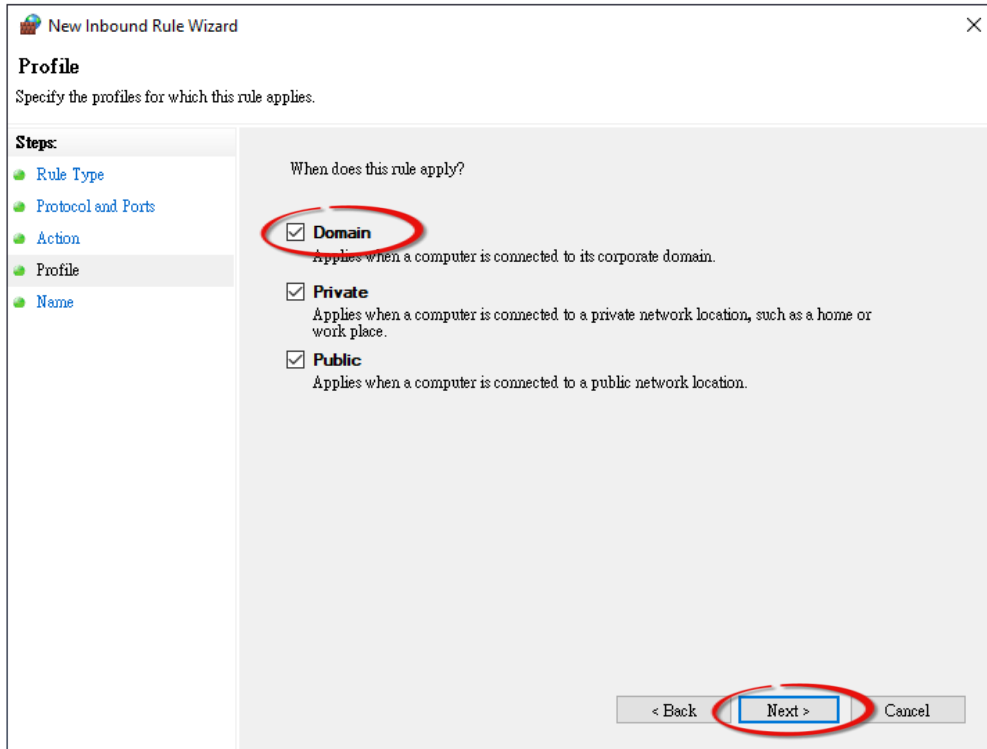 New Inbound Rule Wizard
Profile
Specify the profiles for which this rule applies.
Steps:
Rule Type
Protocol and Ports
Action
Profile
Name
When does this rule apply?
Domain
Applies when a computer is connected to its corporate domain.
Private
Applies when a computer is connected to a private network location, such as a home or
work place.
Public
Applies when a computer is connected to a public network location.
< Back
Next >
Cancel